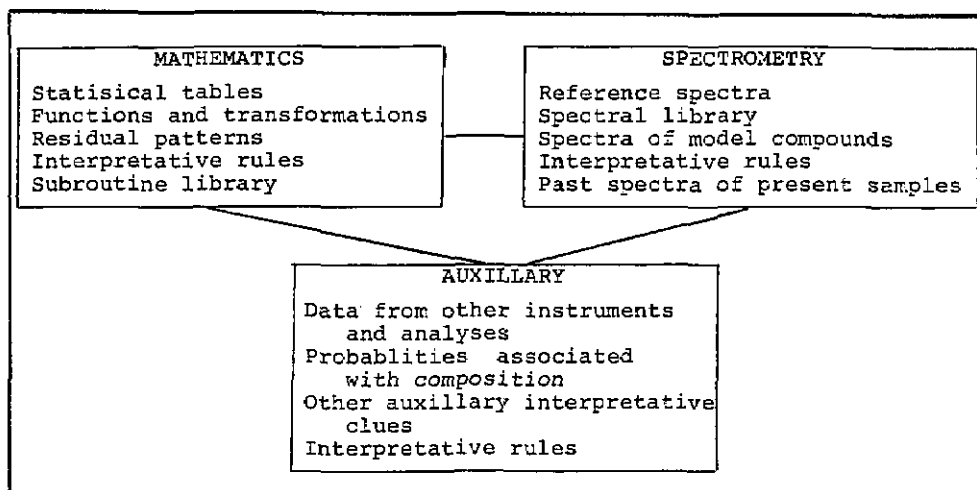 MATHEMATICS
Statisical tables
Functions and transformations
Residual patterns
Interpretative rules
Subroutine library
SPECTROMETRY
Reference spectra
Spectral library
Spectra of model compounds
Interpretative rules
Past spectra of present samples
AUXILLARY
Data from other instruments
and analyses
Probablities associated
with composition
Other auxillary interpretative
clues
Interpretative rules